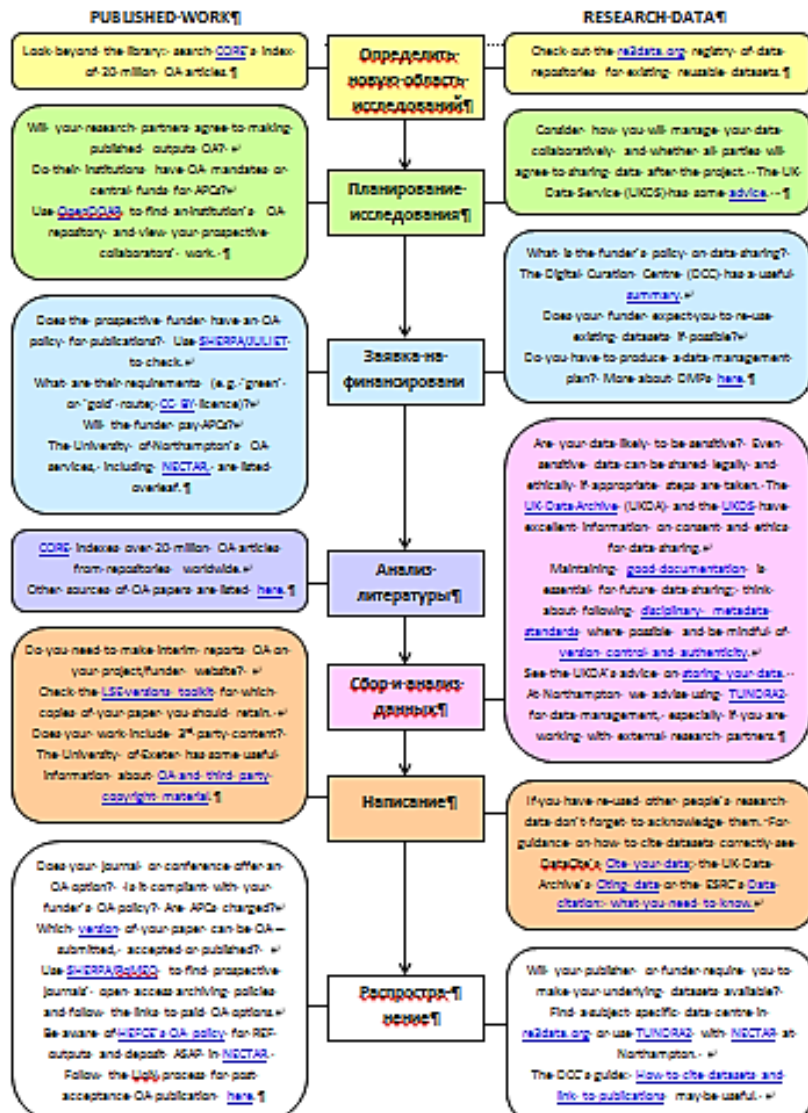 PUBLISHED·WORK¶
RESEARCH·DATA¶
Look·beyond·the·library:·search·CORE's·index·
of·20·million·OA·articles.¶
Определить·
новую·область·
исследований¶
Check·out·the·re3data.org·registry·of·data·
repositories·for·existing·reusable·datasets.¶
Will·your·research·partners·agree·to·making·
published·outputs·OA?·↵
Do·their·institutions·have·OA·mandates·or·
central·funds·for·APCs?↵
Use·OpenDOAR·to·find·an·institution's·OA·
repository·and·view·your·prospective·
collaborators'·work.·¶
Планирование·
исследования¶
Consider·how·you·will·manage·your·data·
collaboratively·and·whether·all·parties·will·
agree·to·sharing·data·after·the·project.··The·UK·
Data·Service·(UKDS)·has·some·advice.··¶
Does·the·prospective·funder·have·an·OA·
policy·for·publications?·Use·SHERPA/JULIET·
to·check.↵
What·are·their·requirements·(e.g.·'green'·
or·'gold'·route;·CC·BY·licence)?↵
Will·the·funder·pay·APCs?↵
The·University·of·Northampton's·OA·
services,·including·NECTAR,·are·listed·
overleaf.¶
Заявка·на·
финансировани
What·is·the·funder's·policy·on·data·sharing?·
The·Digital·Curation·Centre·(DCC)·has·a·useful·
summary.↵
Does·your·funder·expect·you·to·re-use·
existing·datasets·if·possible?↵
Do·you·have·to·produce·a·data·management·
plan?·More·about·DMPs·here.¶
CORE·indexes·over·20·million·OA·articles·
from·repositories·worldwide.↵
Other·sources·of·OA·papers·are·listed·here.¶
Анализ·
литературы¶
Are·your·data·likely·to·be·sensitive?·Even·
sensitive·data·can·be·shared·legally·and·
ethically·if·appropriate·steps·are·taken.·The·
UK·Data·Archive·(UKDA)·and·the·UKDS·have·
excellent·information·on·consent·and·ethics·
for·data·sharing.↵
Maintaining·good·documentation·is·
essential·for·future·data·sharing;·think·
about·following·disciplinary·metadata·
standards·where·possible·and·be·mindful·of·
version·control·and·authenticity.↵
See·the·UKDA's·advice·on·storing·your·data.··
At·Northampton·we·advise·using·TUNDRA2·
for·data·management,·especially·if·you·are·
working·with·external·research·partners.¶
Сбор·и·анализ·
данных¶
Do·you·need·to·make·interim·reports·OA·on·
your·project/funder·website?·↵
Check·the·LSE·versions·toolkit·for·which·
copies·of·your·paper·you·should·retain.↵
Does·your·work·include·3rd·party·content?·
The·University·of·Exeter·has·some·useful·
information·about·OA·and·third·party·
copyright·material.¶
Написание¶
If·you·have·re-used·other·people's·research·
data·don't·forget·to·acknowledge·them.·For·
guidance·on·how·to·cite·datasets·correctly·see·
DataCite's·Cite·your·data;·the·UK·Data·
Archive's·Citing·data·or·the·ESRC's·Data·
citation:·what·you·need·to·know.↵
Does·your·journal·or·conference·offer·an·
OA·option?··Is·it·compliant·with·your·
funder's·OA·policy?·Are·APCs·charged?↵
Which·version·of·your·paper·can·be·OA·–
submitted,·accepted·or·published?·↵
Use·SHERPA/RoMEO·to·find·prospective·
journals'·open·access·archiving·policies·
and·follow·the·links·to·paid·OA·options.↵
Be·aware·of·HEFCE's·OA·policy·for·REF·
outputs·and·deposit·ASAP·in·NECTAR.·
Follow·the·UoN·process·for·post·
acceptance·OA·publication·here.¶
Распростра-¶
нение¶
Will·your·publisher·or·funder·require·you·to·
make·your·underlying·datasets·available?·
Find·a·subject·specific·data·centre·in·
re3data.org·or·use·TUNDRA2·with·NECTAR·at·
Northampton.·↵
The·DCC's·guide:·How·to·cite·datasets·and·
link·to·publications·may·be·useful.·↵